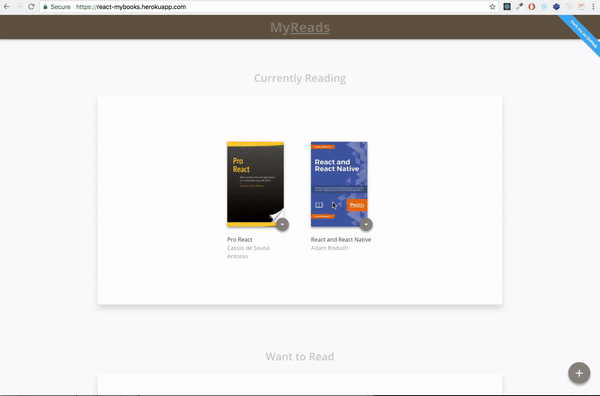 Secure
https://react-mybooks.herokuapp.com
MyReads
Fork me on GitHub
Currently Reading
Pro
React
React and
React Native
Packt
Pro React
Cassio de Sousa
Antonio
React and React Native
Adam Boduch
Want to Read
+